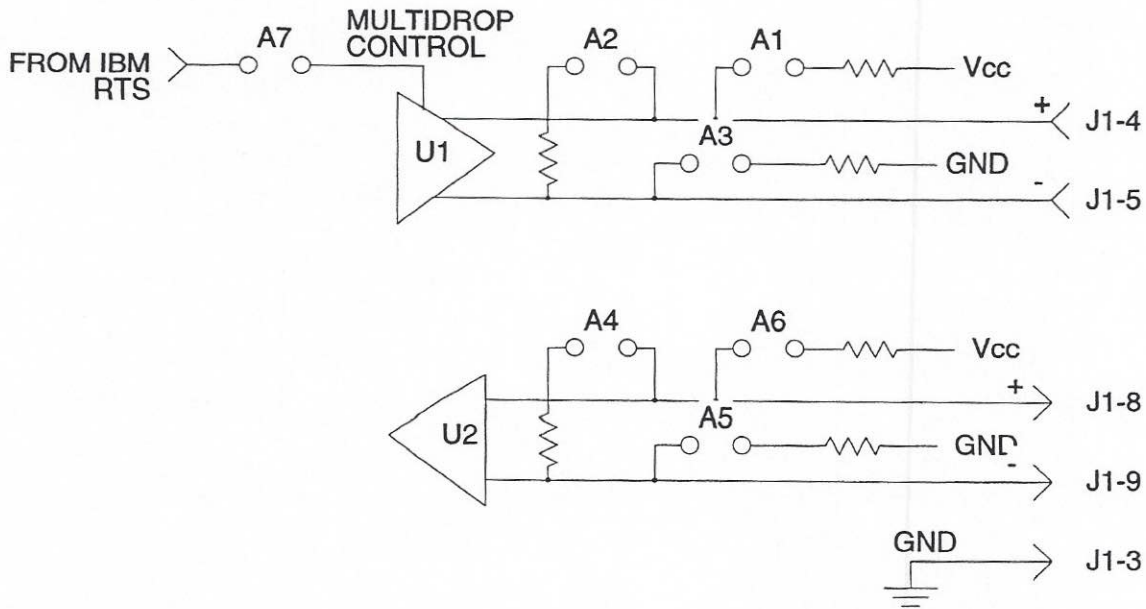 FROM IBM
RTS
A7
MULTIDROP
CONTROL
A2
A1
Vcc
+
J1-4
U1
A3
GND
-
J1-5
A4
A6
Vcc
+
J1-8
U2
A5
GND
-
J1-9
GND
J1-3